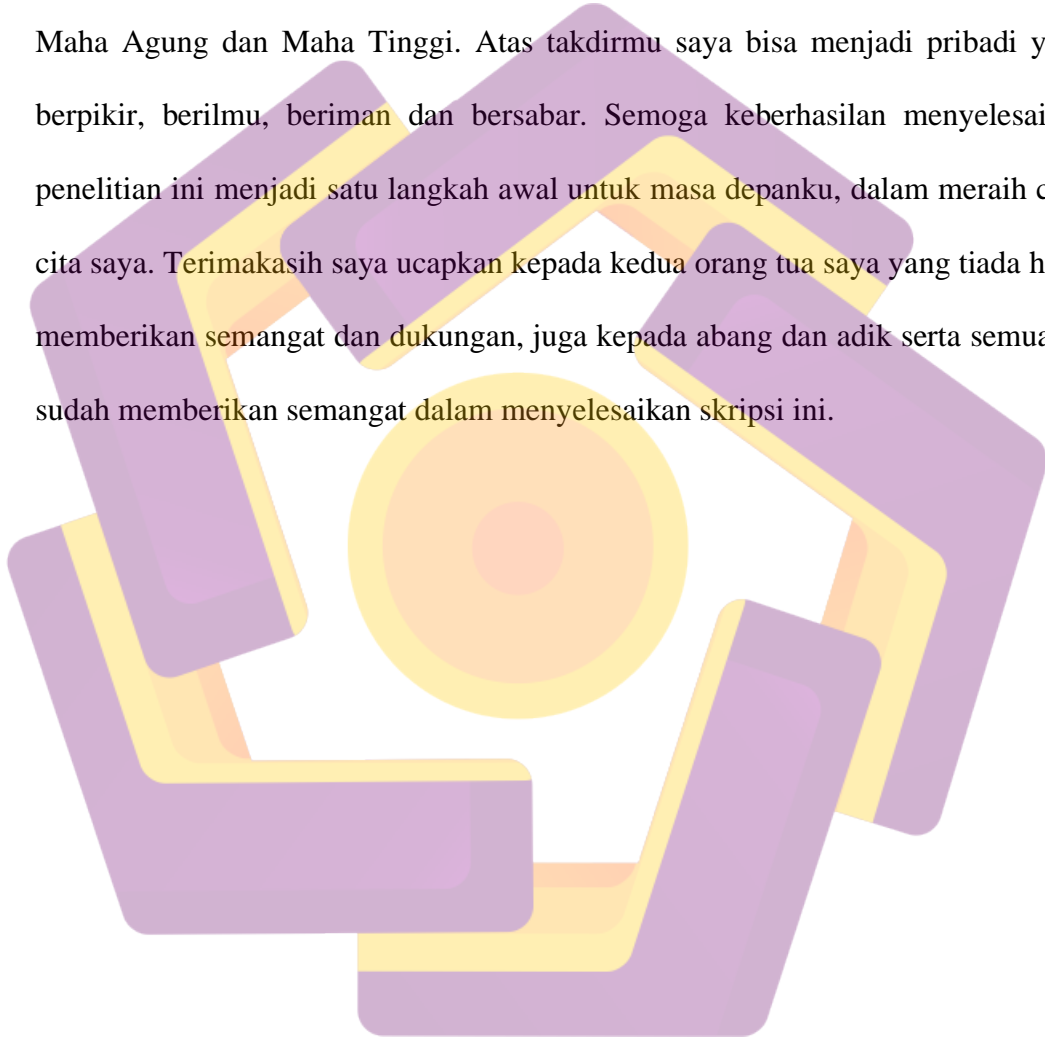 Maha Agung dan Maha Tinggi. Atas takdirmu saya bisa menjadi pribadi y
berpikir, berilmu, beriman dan bersabar. Semoga keberhasilan menyelesai
penelitian ini menjadi satu langkah awal untuk masa depanku, dalam meraih c
cita saya. Terimakasih saya ucapkan kepada kedua orang tua saya yang tiada h
memberikan semangat dan dukungan, juga kepada abang dan adik serta semua
sudah memberikan semangat dalam menyelesaikan skripsi ini.